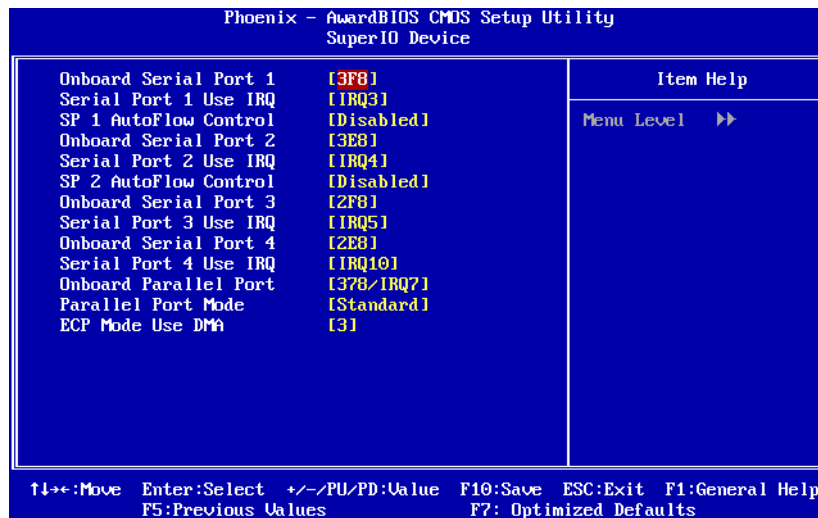 Phoenix - AwardBIOS CMOS Setup Utility
SuperIO Device
Onboard Serial Port 1 [3F8]
Serial Port 1 Use IRQ [IRQ3]
SP 1 AutoFlow Control [Disabled]
Onboard Serial Port 2 [3E8]
Serial Port 2 Use IRQ [IRQ4]
SP 2 AutoFlow Control [Disabled]
Onboard Serial Port 3 [2F8]
Serial Port 3 Use IRQ [IRQ5]
Onboard Serial Port 4 [2E8]
Serial Port 4 Use IRQ [IRQ10]
Onboard Parallel Port [378/IRQ7]
Parallel Port Mode [Standard]
ECP Mode Use DMA [3]
Item Help
Menu Level ▶▶
↑↓→←:Move Enter:Select +/-/PU/PD:Value F10:Save ESC:Exit F1:General Help
F5:Previous Values F7: Optimized Defaults